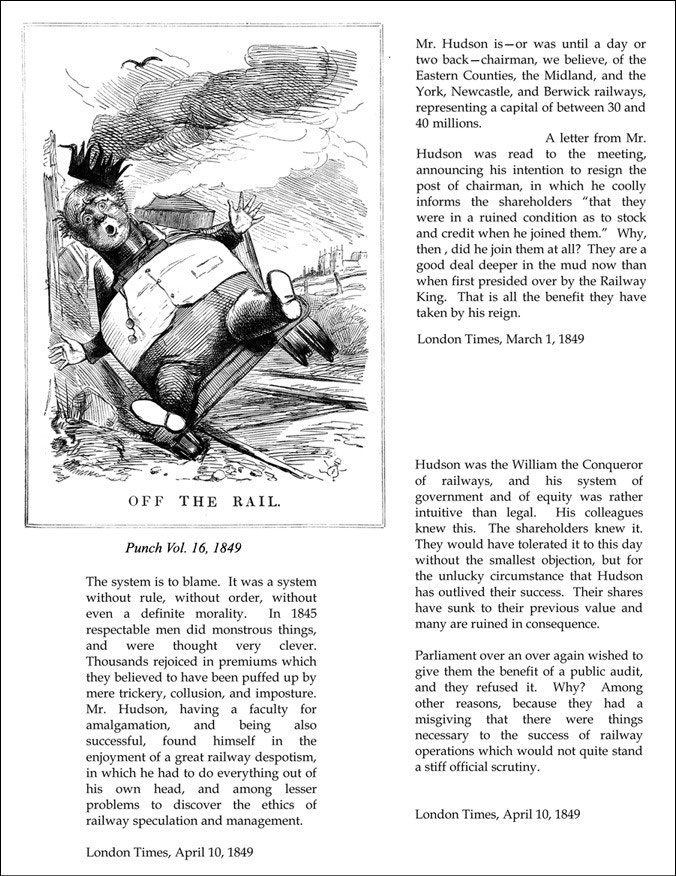 OFF THE RAIL.
Punch Vol. 16, 1849
The system is to blame. It was a system
without rule, without order, without
even a definite morality. In 1845
respectable men did monstrous things,
and were thought very clever.
Thousands rejoiced in premiums which
they believed to have been puffed up by
mere trickery, collusion, and imposture.
Mr. Hudson, having a faculty for
amalgamation, and being also
successful, found himself in the
enjoyment of a great railway despotism,
in which he had to do everything out of
his own head, and among lesser
problems to discover the ethics of
railway speculation and management.
London Times, April 10, 1849
Mr. Hudson is—or was until a day or
two back—chairman, we believe, of the
Eastern Counties, the Midland, and the
York, Newcastle, and Berwick railways,
representing a capital of between 30 and
40 millions.
A letter from Mr.
Hudson was read to the meeting,
announcing his intention to resign the
post of chairman, in which he coolly
informs the shareholders “that they
were in a ruined condition as to stock
and credit when he joined them.” Why,
then , did he join them at all? They are a
good deal deeper in the mud now than
when first presided over by the Railway
King. That is all the benefit they have
taken by his reign.
London Times, March 1, 1849
Hudson was the William the Conqueror
of railways, and his system of
government and of equity was rather
intuitive than legal. His colleagues
knew this. The shareholders knew it.
They would have tolerated it to this day
without the smallest objection, but for
the unlucky circumstance that Hudson
has outlived their success. Their shares
have sunk to their previous value and
many are ruined in consequence.
Parliament over an over again wished to
give them the benefit of a public audit,
and they refused it. Why? Among
other reasons, because they had a
misgiving that there were things
necessary to the success of railway
operations which would not quite stand
a stiff official scrutiny.
London Times, April 10, 1849